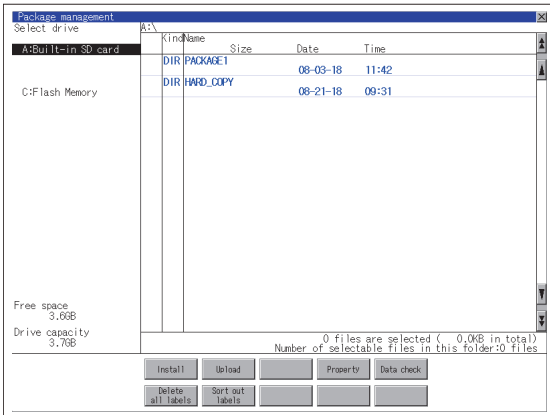 Package management
Select drive
A:\
Kind Name
Size Date Time
A:Built-in SD card
DIR PACKAGE1
08-03-18 11:42
DIR HARD_COPY
08-21-18 09:31
C:Flash Memory
Free space
3.6GB
Drive capacity
3.7GB
0 files are selected ( 0.0KB in total)
Number of selectable files in this folder:0 files
Install Upload Property Data check
Delete all labels
Sort out labels